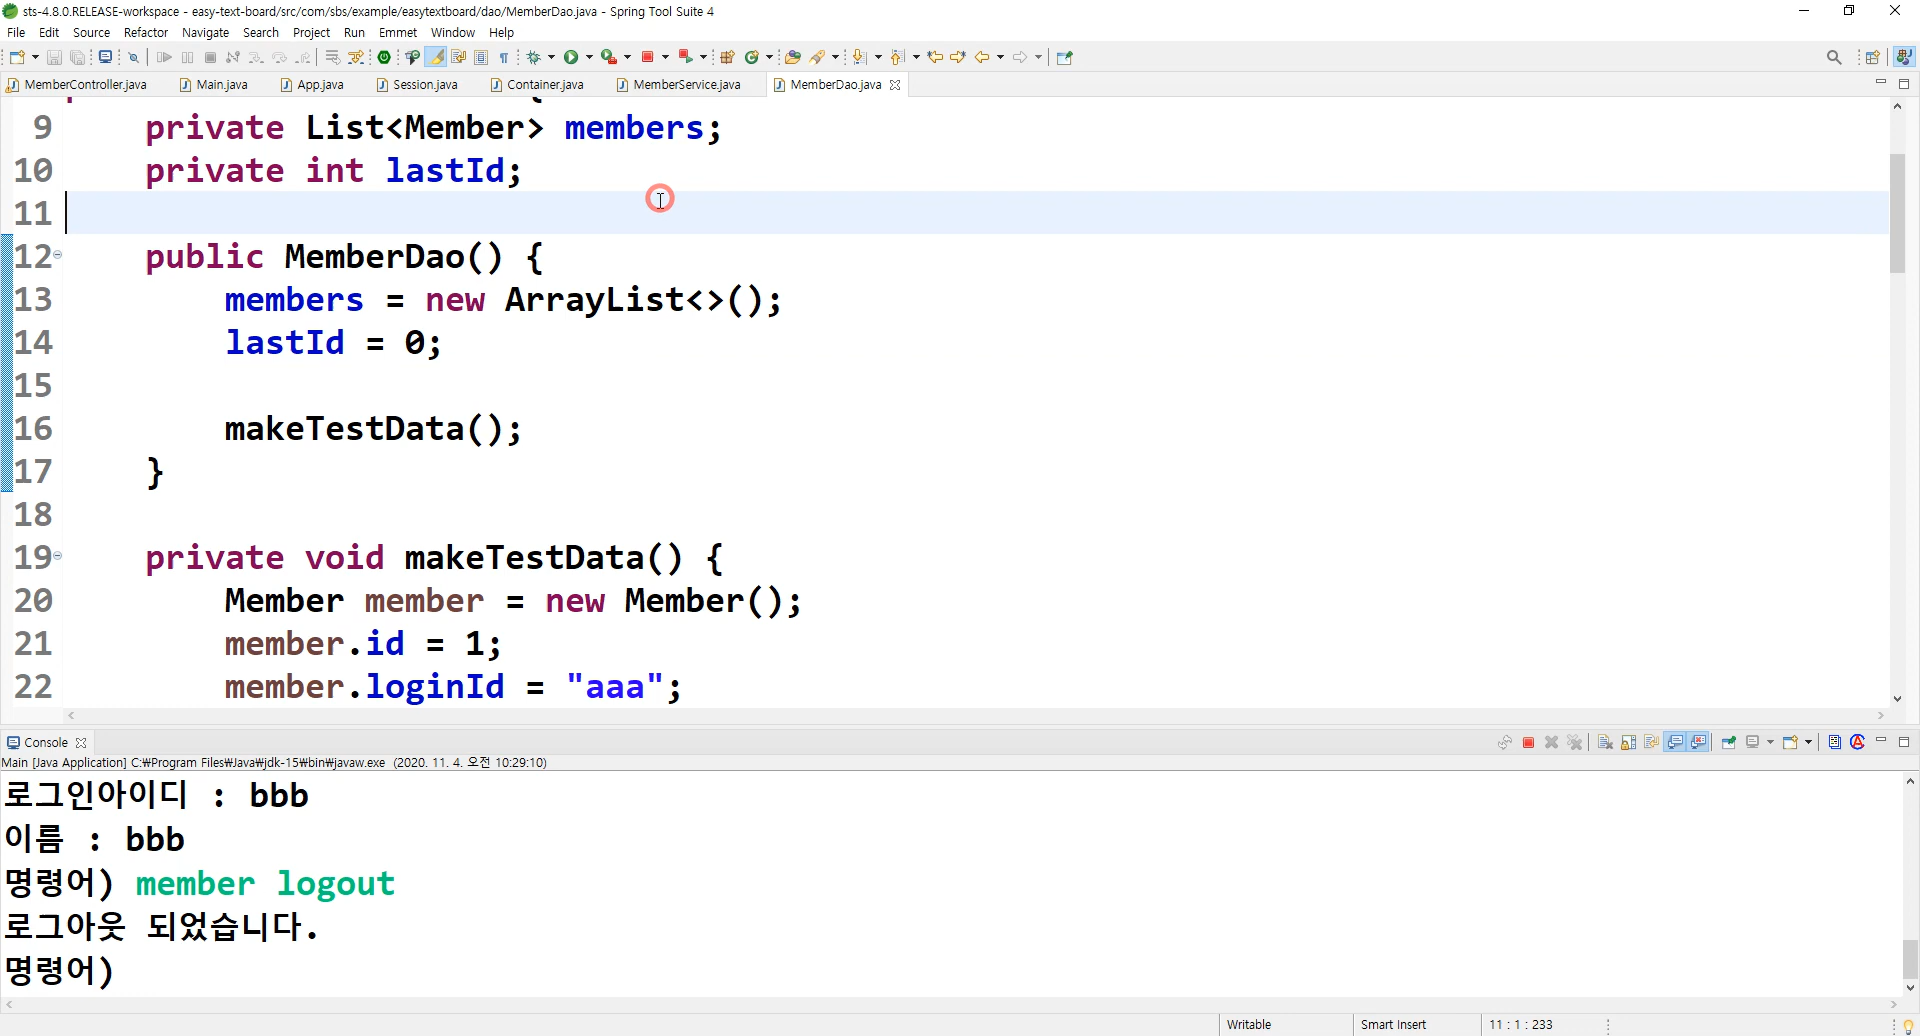 sts-4.8.0.RELEASE-workspace - easy-text-board/src/com/sbs/example/easytextboard/dao/MemberDao.java - Spring Tool Suite 4
File Edit Source Refactor Navigate Search Project Run Emmet Window Help
MemberController.java Main.java App.java Session.java Container.java MemberService.java MemberDao.java
9 private List<Member> members;
10 private int lastId;
11
12 public MemberDao() {
13 members = new ArrayList<>();
14 lastId = 0;
15
16 makeTestData();
17 }
18
19 private void makeTestData() {
20 Member member = new Member();
21 member.id = 1;
22 member.loginId = "aaa";
Console
Main [Java Application] C:₩Program Files₩Java₩jdk-15₩bin₩javaw.exe (2020. 11. 4. 오전 10:29:10)
로그인아이디 : bbb
이름 : bbb
명령어) member logout
로그아웃 되었습니다.
명령어)
Writable Smart Insert 11 : 1 : 233